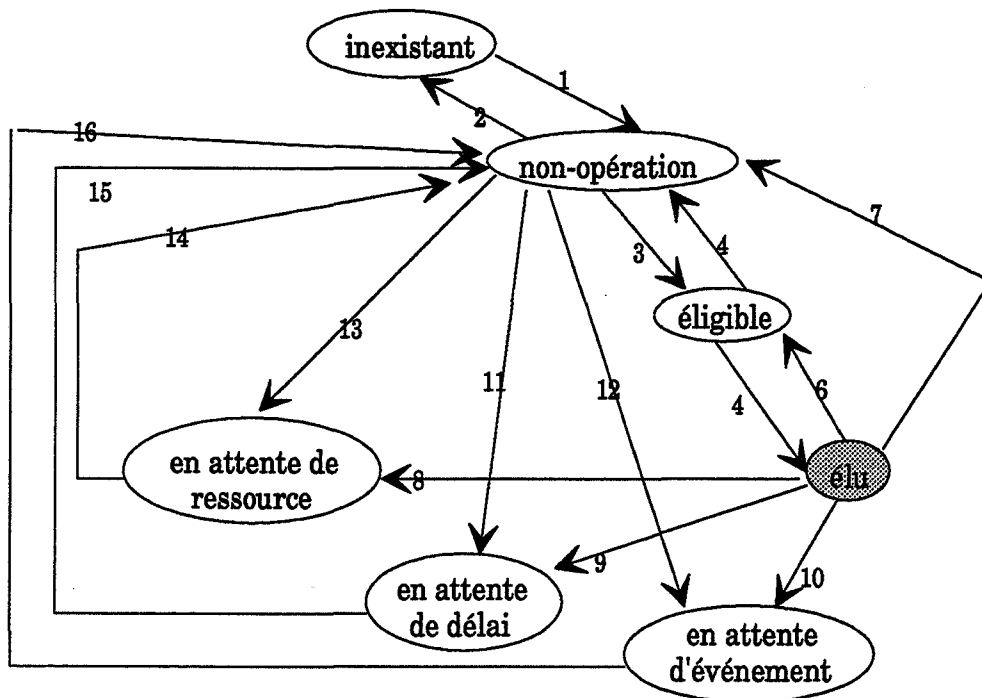 inexistant
1
2
16
non-opération
15
7
14
3
4
éligible
13
11
12
4
6
en attente de
ressource
8
élu
9
10
en attente
de délai
en attente
d'événement